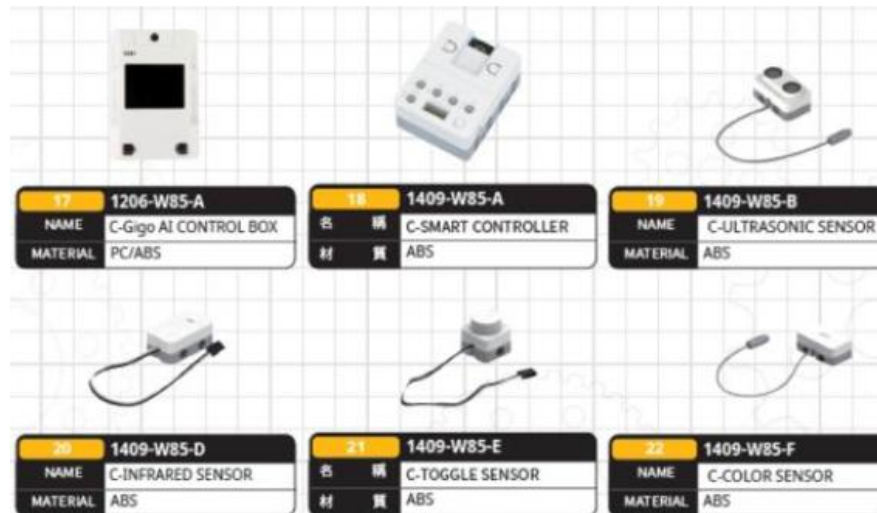 17 1206-W85-A
NAME C-Gigo AI CONTROL BOX
MATERIAL PC/ABS
18 1409-W85-A
名 稱 C-SMART CONTROLLER
材 質 ABS
19 1409-W85-B
NAME C-ULTRASONIC SENSOR
MATERIAL ABS
20 1409-W85-D
NAME C-INFRARED SENSOR
MATERIAL ABS
21 1409-W85-E
名 稱 C-TOGGLE SENSOR
材 質 ABS
22 1409-W85-F
NAME C-COLOR SENSOR
MATERIAL ABS